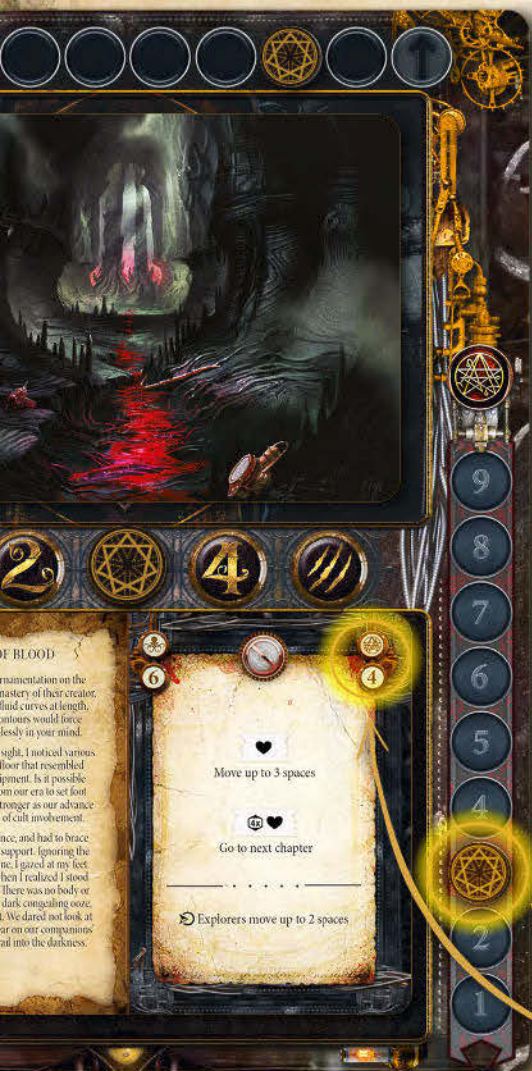 9
8
7
6
5
4
2
1
2
4
OF BLOOD
rnamentation on the
mastery of their creator,
fluid curves at length,
ontours would force
lessly in your mind.
sight, I noticed various
floor that resembled
ipment. Is it possible
om our era to set foot
tronger as our advance
of cult involvement.
nce, and had to brace
support. Ignoring the
ne, I gazed at my feet.
hen I realized I stood
There was no body or
dark congealing ooze.
t. We dared not look at
ear on our companions'
rail into the darkness.
6
4
Move up to 3 spaces
4x
Go to next chapter
Explorers move up to 2 spaces